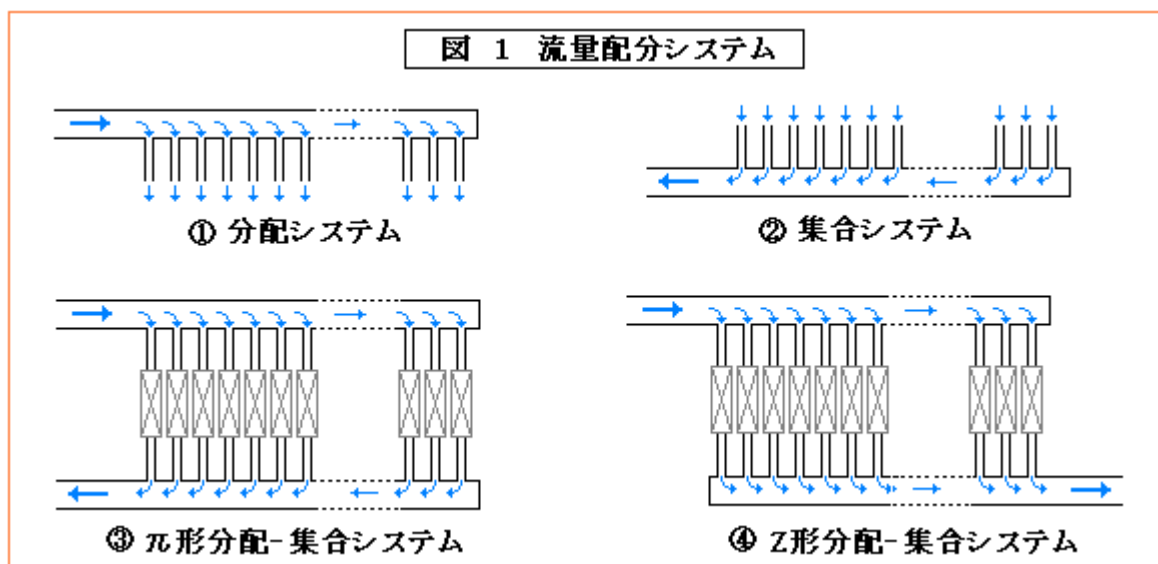 図 1 流量配分システム
① 分配システム
② 集合システム
③ π形分配-集合システム
④ Z形分配-集合システム